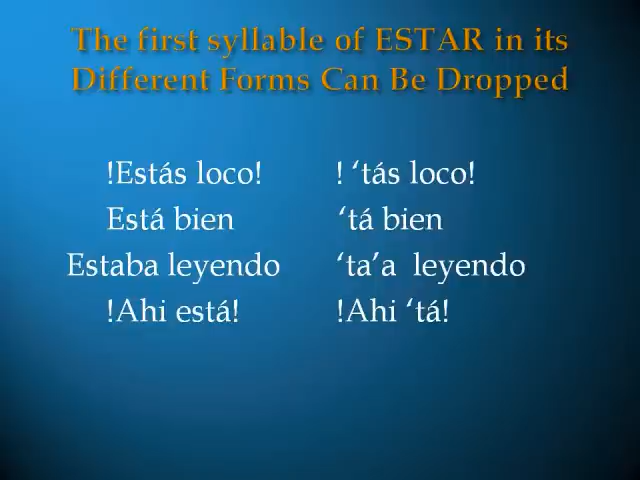 The first syllable of ESTAR in its
Different Forms Can Be Dropped
!Estás loco! ! ‘tás loco!
Está bien ‘tá bien
Estaba leyendo ‘ta’a leyendo
!Ahi está! !Ahi ‘tá!